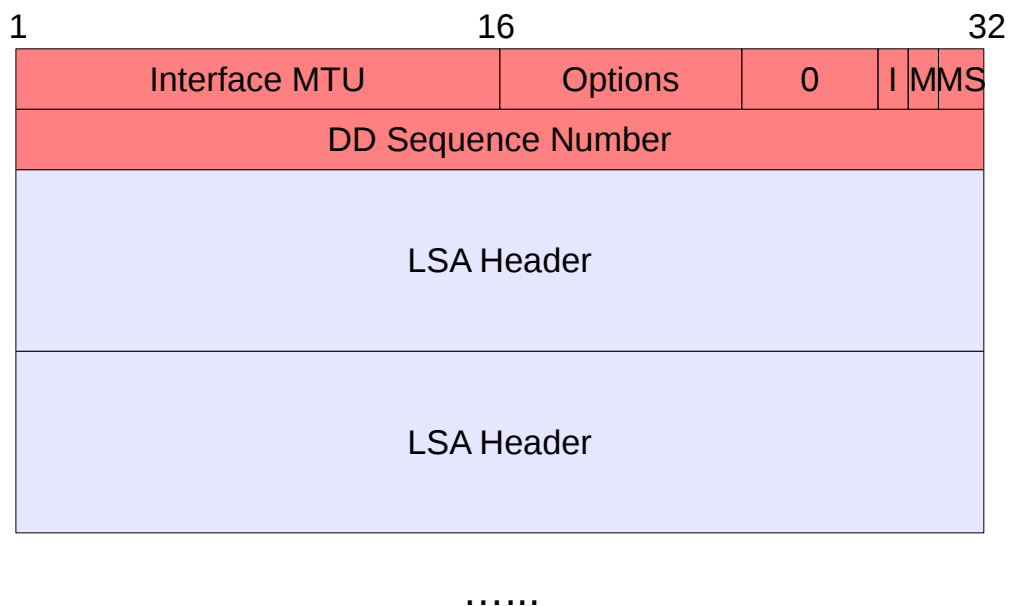 1 16 32
Interface MTU Options 0 I M MS
DD Sequence Number
LSA Header
LSA Header
......